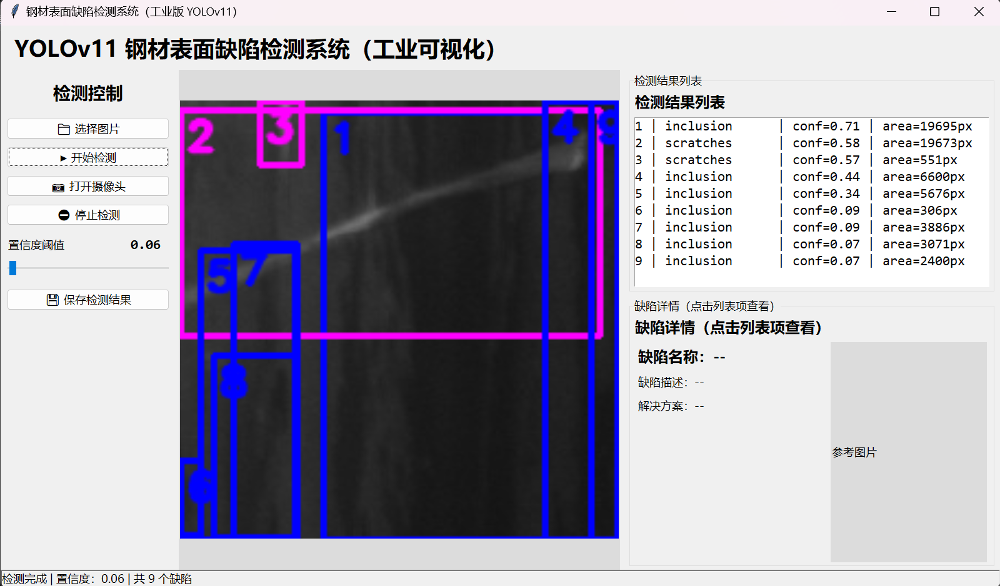 钢材表面缺陷检测系统（工业版 YOLOv11）
YOLOv11 钢材表面缺陷检测系统（工业可视化）
检测控制
选择图片
开始检测
打开摄像头
停止检测
置信度阈值 0.06
保存检测结果
2
3
1
4
9
5
7
8
6
检测结果列表
检测结果列表
1 | inclusion | conf=0.71 | area=19695px
2 | scratches | conf=0.58 | area=19673px
3 | scratches | conf=0.57 | area=551px
4 | inclusion | conf=0.44 | area=6600px
5 | inclusion | conf=0.34 | area=5676px
6 | inclusion | conf=0.09 | area=306px
7 | inclusion | conf=0.09 | area=3886px
8 | inclusion | conf=0.07 | area=3071px
9 | inclusion | conf=0.07 | area=2400px
缺陷详情（点击列表项查看）
缺陷详情（点击列表项查看）
缺陷名称：--
缺陷描述：--
解决方案：--
参考图片
检测完成 | 置信度：0.06 | 共 9 个缺陷